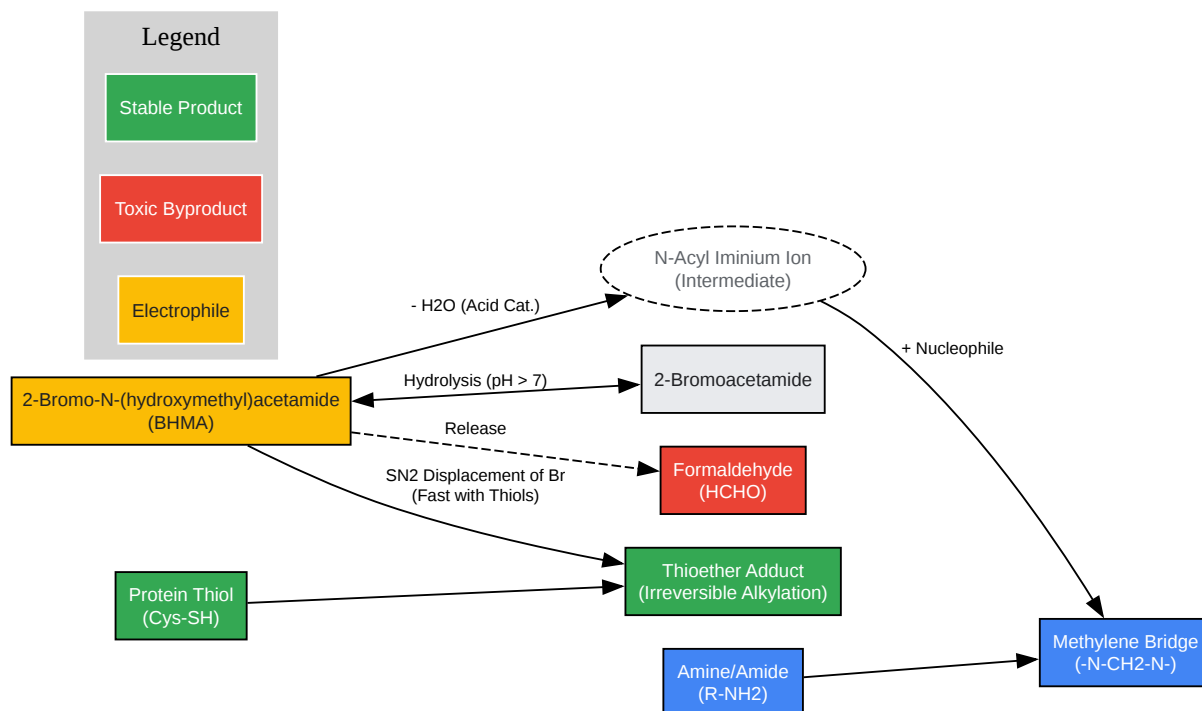 Legend
Stable Product
Toxic Byproduct
Electrophile
N-Acyl Iminium Ion
(Intermediate)
- H2O (Acid Cat.)
+ Nucleophile
Hydrolysis (pH > 7)
2-Bromoacetamide
2-Bromo-N-(hydroxymethyl)acetamide
(BHMA)
Release
Formaldehyde
(HCHO)
SN2 Displacement of Br
(Fast with Thiols)
Thioether Adduct
(Irreversible Alkylation)
Protein Thiol
(Cys-SH)
Methylene Bridge
(-N-CH2-N-)
Amine/Amide
(R-NH2)